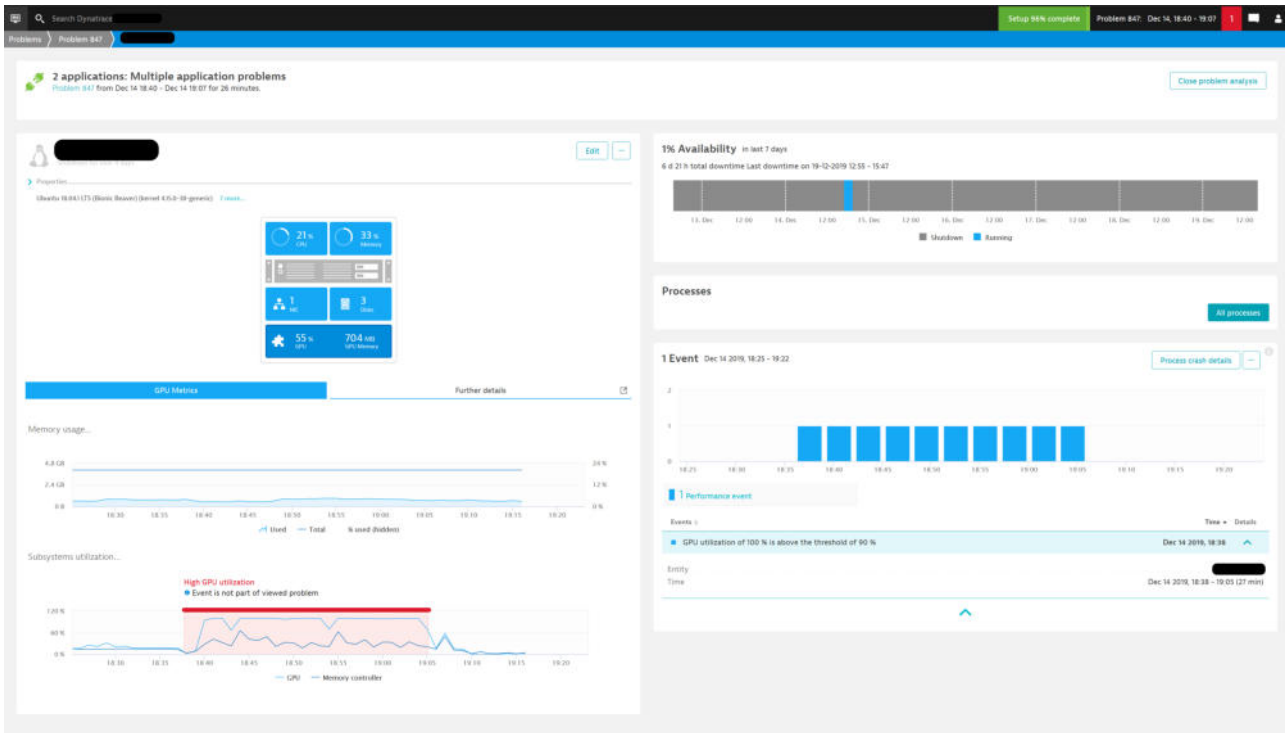 Search Dynatrace
Setup 96% complete
Problem 847: Dec 14, 18:40 - 19:07
1
Problems
Problem 847
2 applications: Multiple application problems
Problem 847 from Dec 14 18:40 - Dec 14 19:07 for 26 minutes.
Close problem analysis
Edit
...
Properties
Ubuntu 18.04.1 LTS (Bionic Beaver) (kernel 4.15.0-38-generic)
21 % CPU
33 % Memory
1 NIC
3 Disks
55 % GPU
704 MB GPU Memory
GPU Metrics
Further details
Memory usage...
4.8 GB
24 %
2.4 GB
12 %
0 B
0 %
18:30 18:35 18:40 18:45 18:50 18:55 19:00 19:05 19:10 19:15 19:20
Used Total % used (hidden)
Subsystems utilization...
High GPU utilization
Event is not part of viewed problem
120 %
60 %
0 %
18:30 18:35 18:40 18:45 18:50 18:55 19:00 19:05 19:10 19:15 19:20
GPU Memory controller
1% Availability in last 7 days
6 d 21 h total downtime Last downtime on 19-12-2019 12:55 - 15:47
13. Dec 12:00 14. Dec 12:00 15. Dec 12:00 16. Dec 12:00 17. Dec 12:00 18. Dec 12:00 19. Dec 12:00
Shutdown Running
Processes
All processes
1 Event Dec 14 2019, 18:25 - 19:22
Process crash details
...
2
1
0
18:25 18:30 18:35 18:40 18:45 18:50 18:55 19:00 19:05 19:10 19:15 19:20
1 Performance event
Events Time Details
GPU utilization of 100 % is above the threshold of 90 % Dec 14 2019, 18:38
Entity
Time Dec 14 2019, 18:38 - 19:05 (27 min)